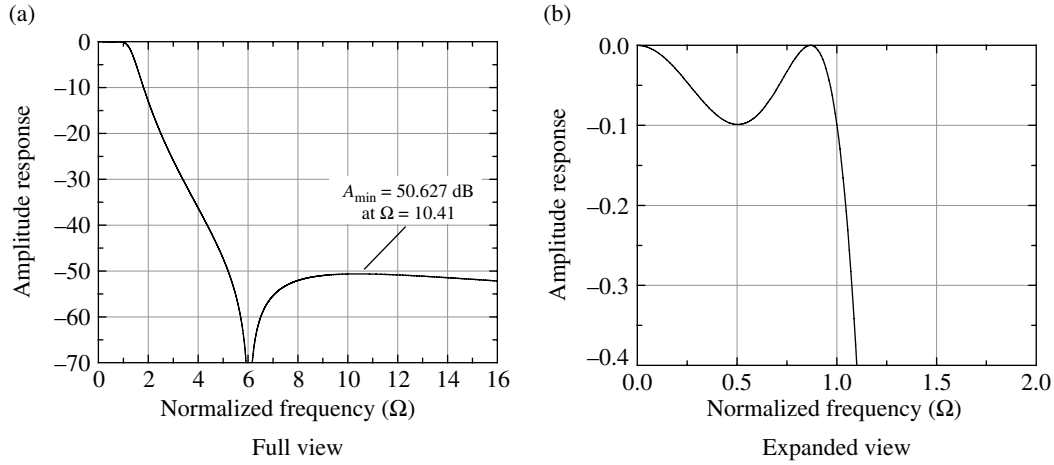 (a)
Amplitude response
0
–10
–20
–30
–40
–50
–60
–70
A_min = 50.627 dB
at Ω = 10.41
0 2 4 6 8 10 12 14 16
Normalized frequency (Ω)
Full view
(b)
Amplitude response
0.0
–0.1
–0.2
–0.3
–0.4
0.0 0.5 1.0 1.5 2.0
Normalized frequency (Ω)
Expanded view